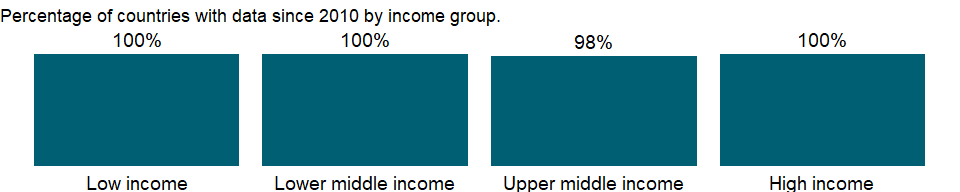 Percentage of countries with data since 2010 by income group.
100% 100% 98% 100%
Low income Lower middle income Upper middle income High income